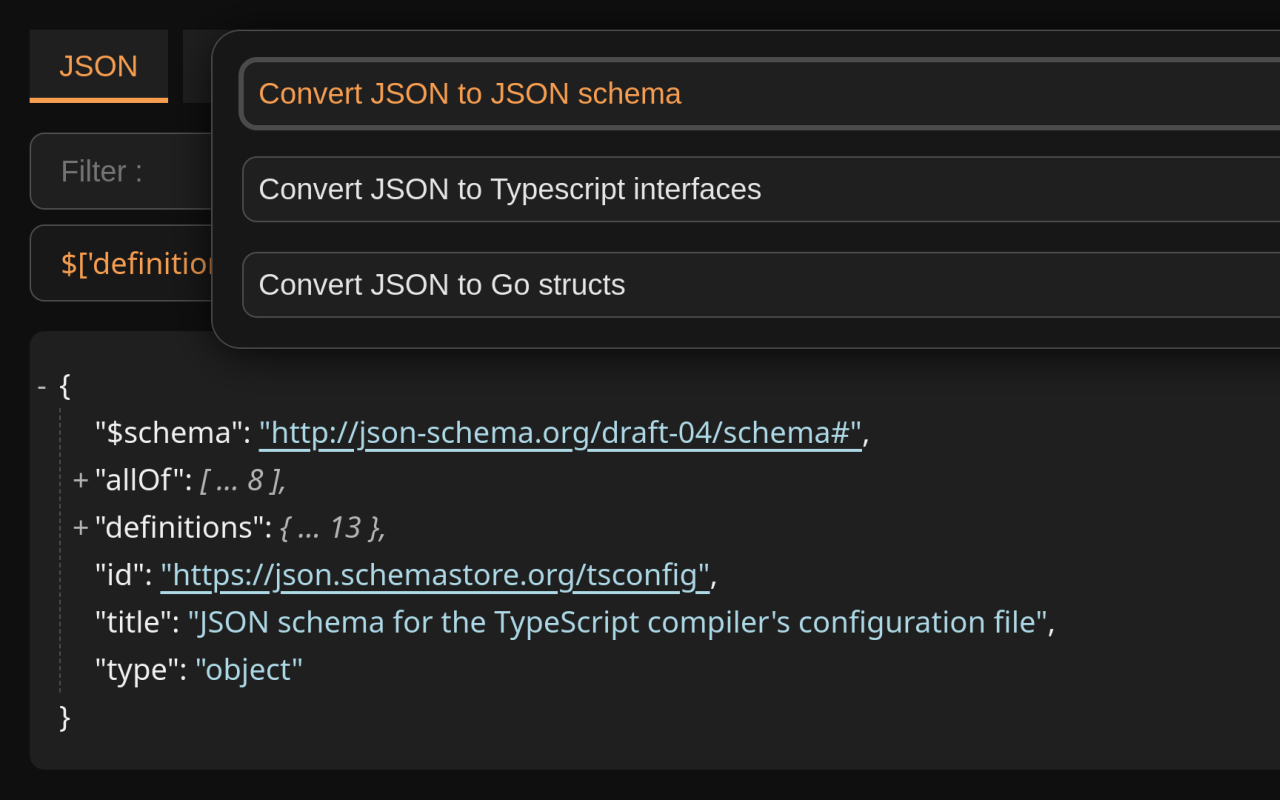 JSON
Convert JSON to JSON schema
Filter :
Convert JSON to Typescript interfaces
$['definition
Convert JSON to Go structs
- {
"$schema": "http://json-schema.org/draft-04/schema#",
+ "allOf": [ ... 8 ],
+ "definitions": { ... 13 },
"id": "https://json.schemastore.org/tsconfig",
"title": "JSON schema for the TypeScript compiler's configuration file",
"type": "object"
}